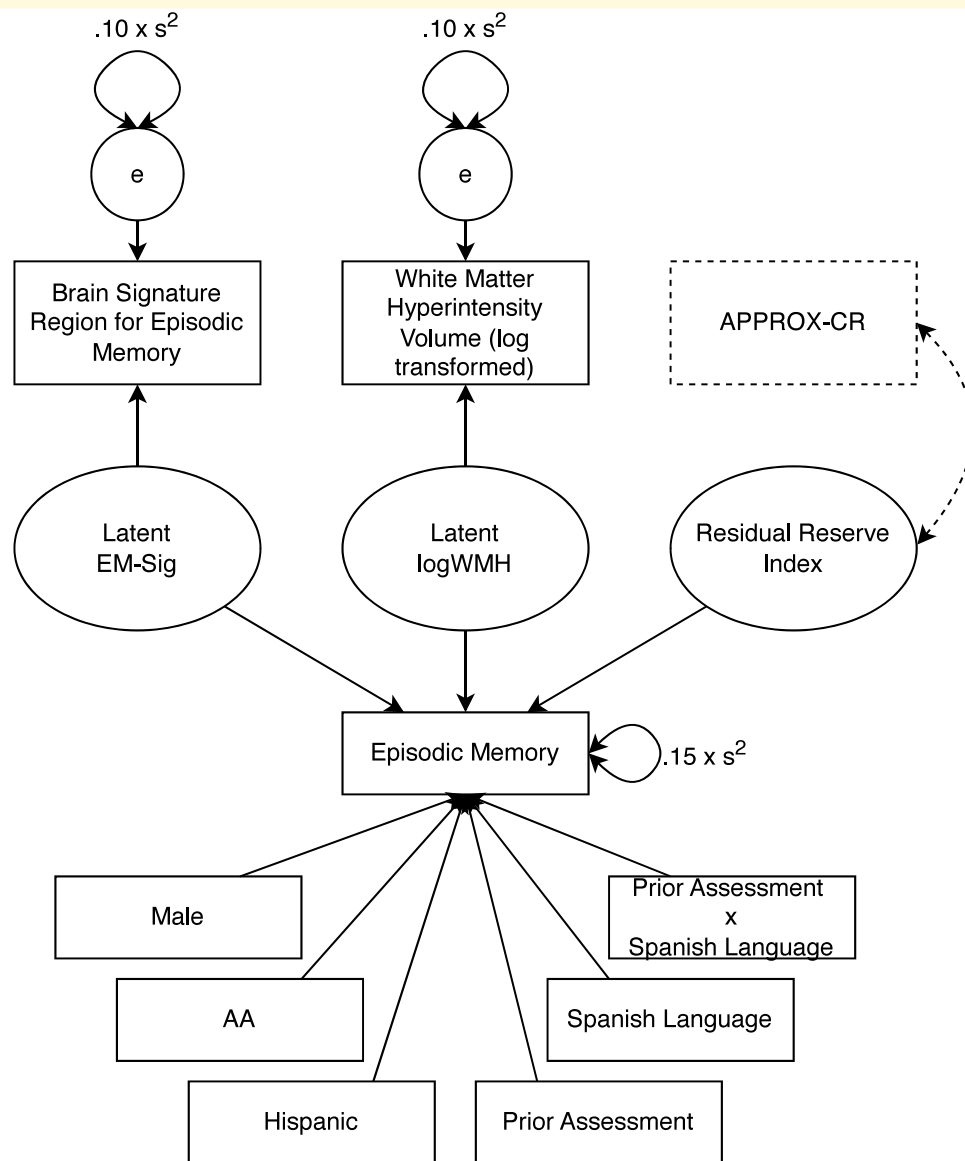 .10 x s²
.10 x s²
e
e
Brain Signature
Region for Episodic
Memory
White Matter
Hyperintensity
Volume (log
transformed)
APPROX-CR
Latent
EM-Sig
Latent
logWMH
Residual Reserve
Index
Episodic Memory
.15 x s²
Male
Prior Assessment
x
Spanish Language
AA
Spanish Language
Hispanic
Prior Assessment